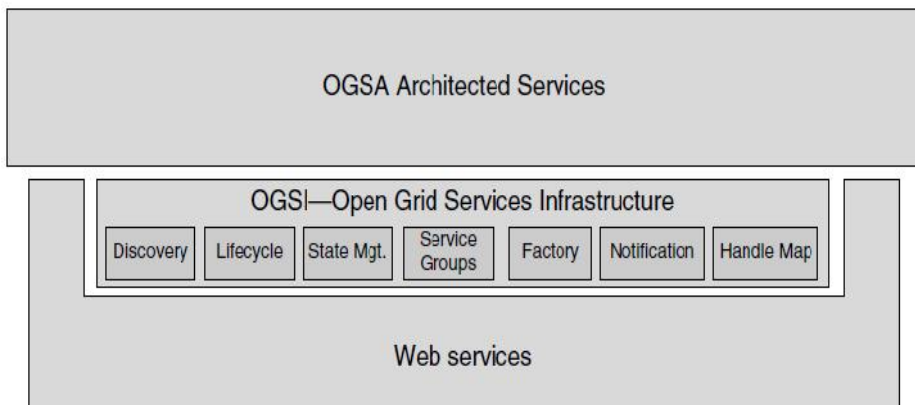 OGSA Architected Services
OGSI—Open Grid Services Infrastructure
Discovery
Lifecycle
State Mgt.
Service
Groups
Factory
Notification
Handle Map
Web services